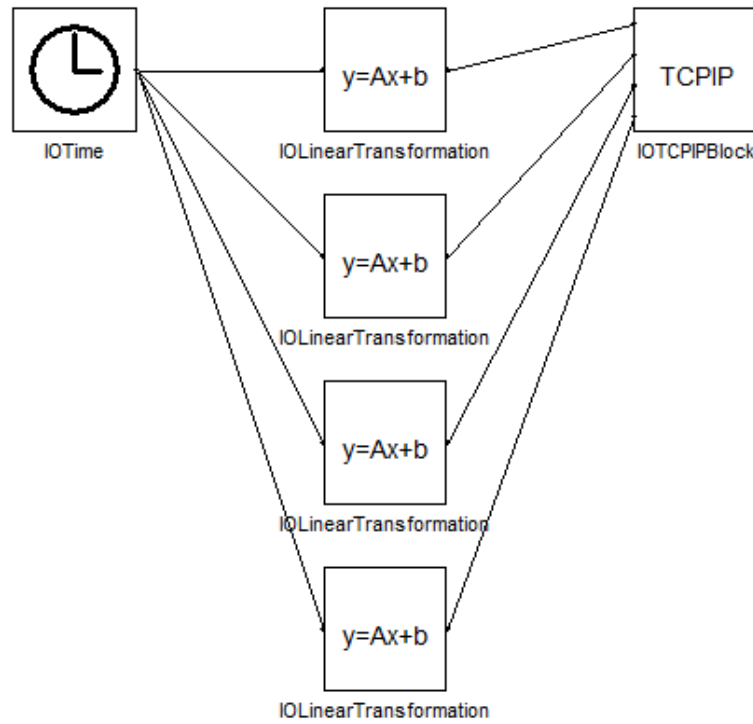 y=Ax+b
TCPIP
IOTime
IOLinearTransformation
IOTCPIPBlock
y=Ax+b
IOLinearTransformation
y=Ax+b
IOLinearTransformation
y=Ax+b
IOLinearTransformation